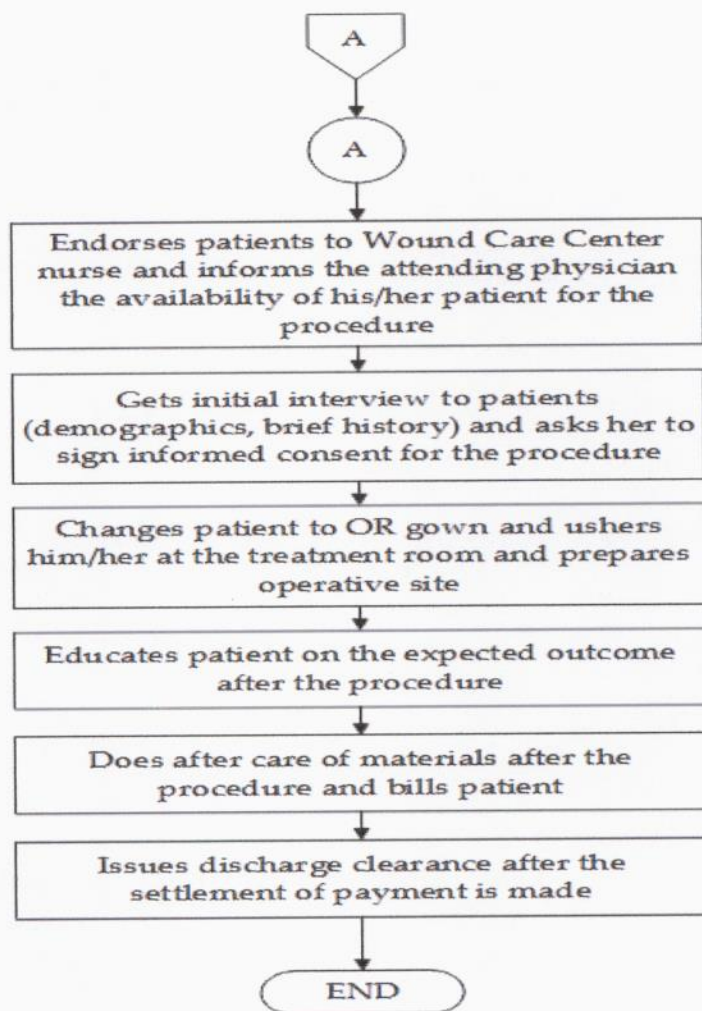 A
A
Endorses patients to Wound Care Center
nurse and informs the attending physician
the availability of his/her patient for the
procedure
Gets initial interview to patients
(demographics, brief history) and asks her to
sign informed consent for the procedure
Changes patient to OR gown and ushers
him/her at the treatment room and prepares
operative site
Educates patient on the expected outcome
after the procedure
Does after care of materials after the
procedure and bills patient
Issues discharge clearance after the
settlement of payment is made
END